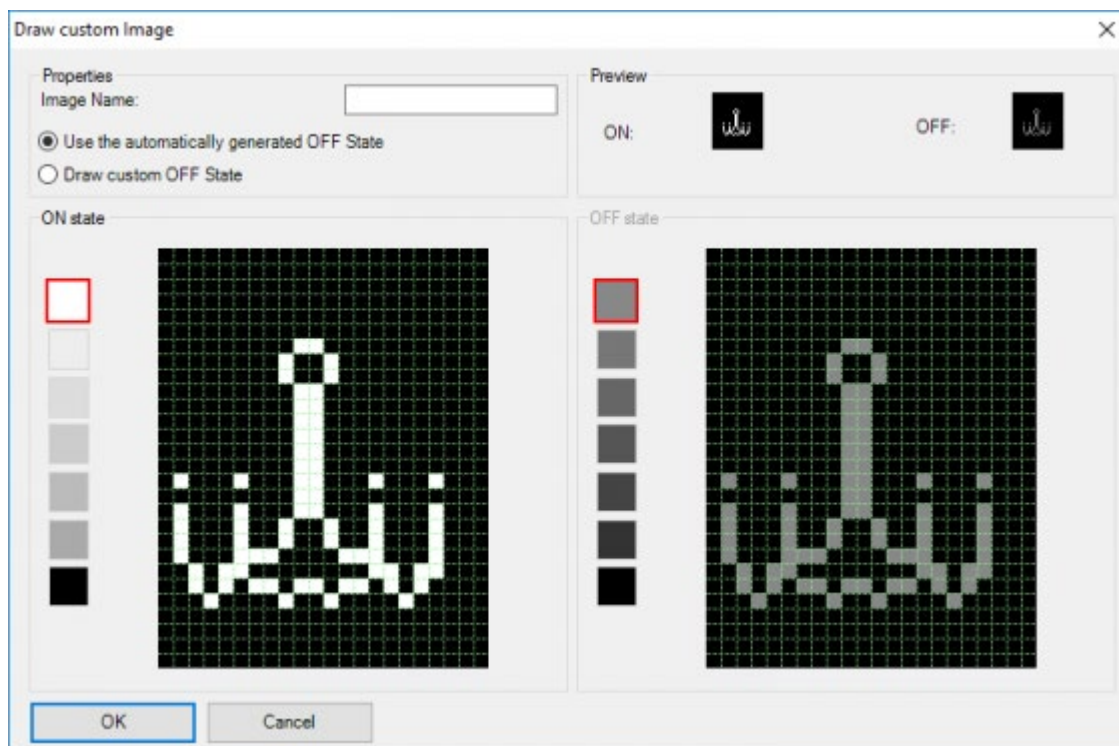 Draw custom Image
Properties
Image Name:
Use the automatically generated OFF State
Draw custom OFF State
Preview
ON:
OFF:
ON state
OFF state
OK
Cancel